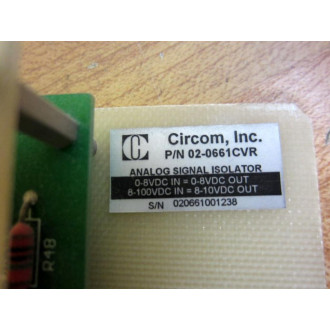 Circom, Inc.
P/N 02-0661CVR
ANALOG SIGNAL ISOLATOR
0-8VDC IN = 0-8VDC OUT
8-100VDC IN = 8-10VDC OUT
S/N 020661001238
R48